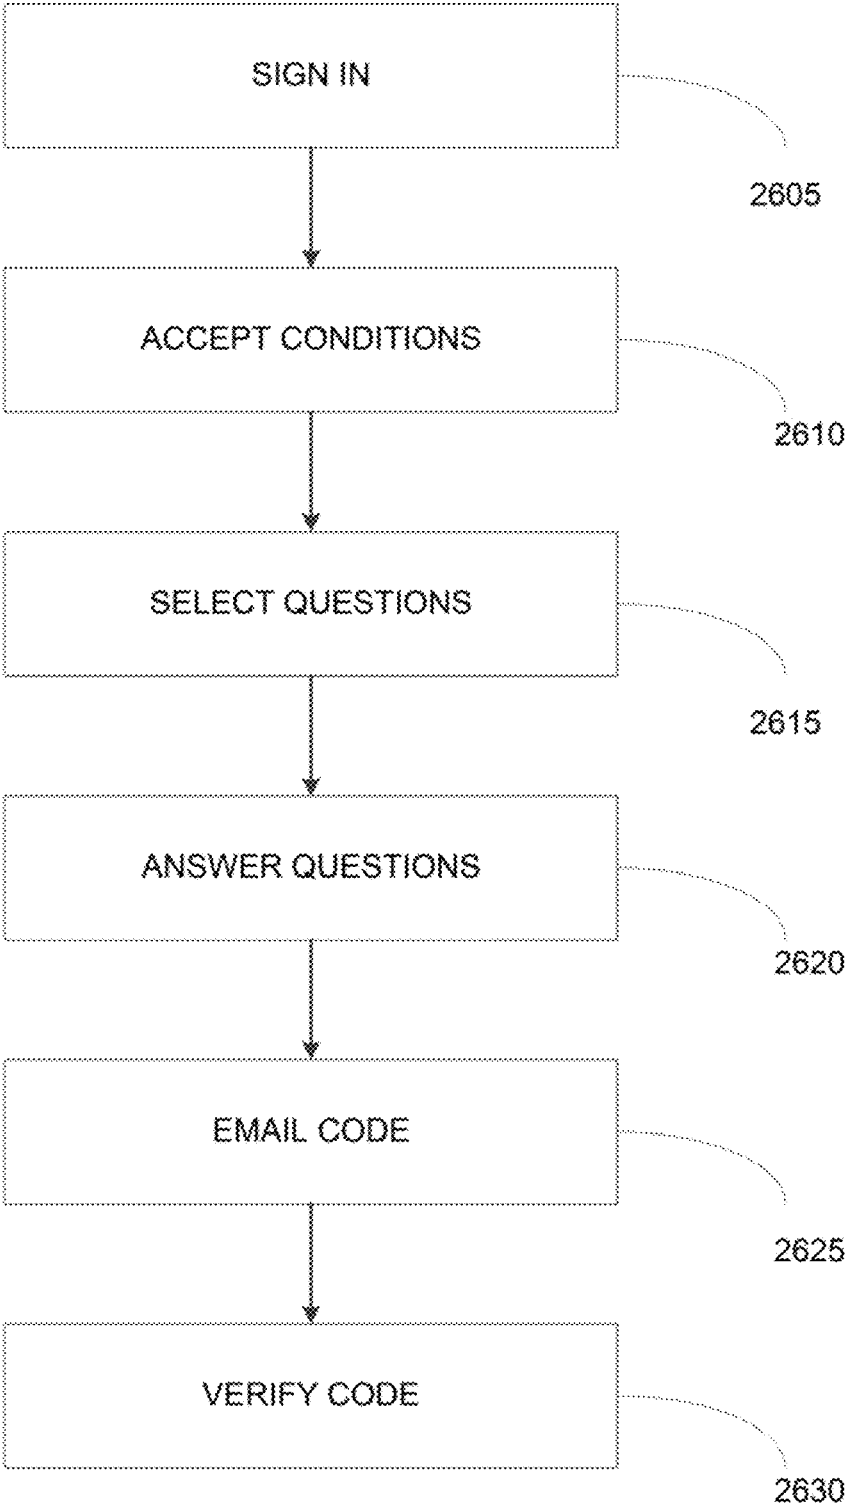 SIGN IN
2605
ACCEPT CONDITIONS
2610
SELECT QUESTIONS
2615
ANSWER QUESTIONS
2620
EMAIL CODE
2625
VERIFY CODE
2630